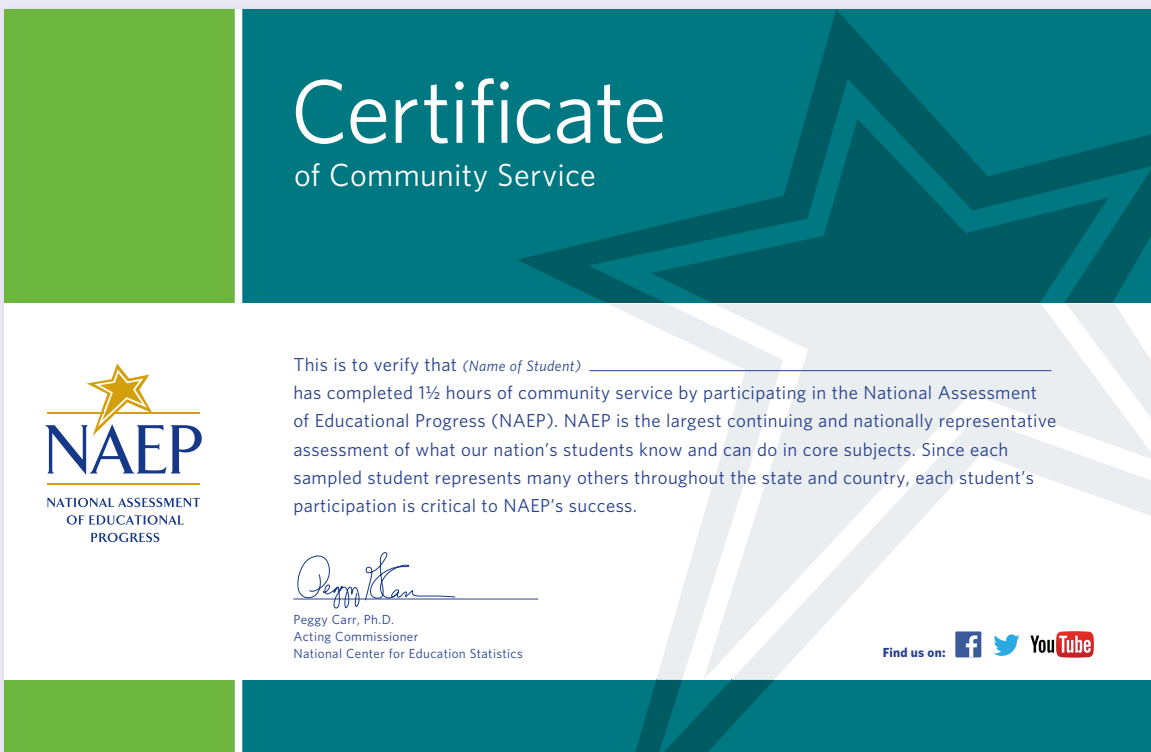 Certificate
of Community Service
This is to verify that (Name of Student)
has completed 1½ hours of community service by participating in the National Assessment
of Educational Progress (NAEP). NAEP is the largest continuing and nationally representative
assessment of what our nation's students know and can do in core subjects. Since each
sampled student represents many others throughout the state and country, each student's
participation is critical to NAEP's success.
NAEP
NATIONAL ASSESSMENT
OF EDUCATIONAL
PROGRESS
Peggy G Carr
Peggy Carr, Ph.D.
Acting Commissioner
National Center for Education Statistics
Find us on: f YouTube